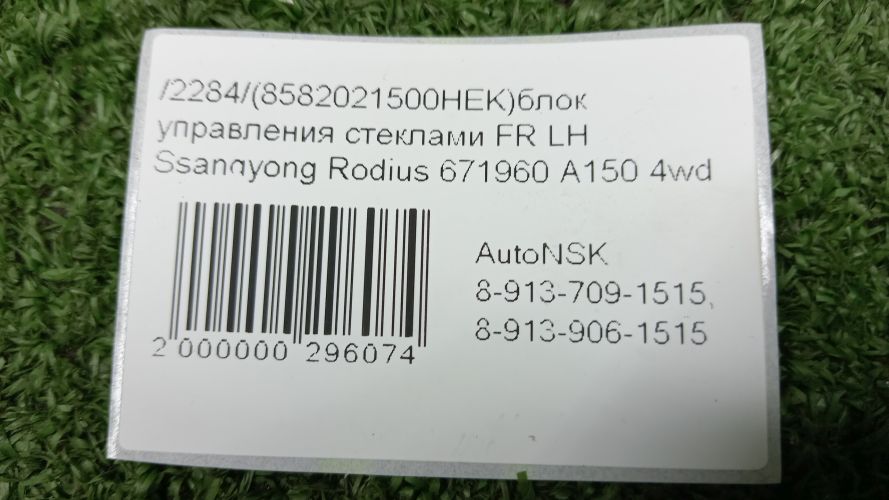 /2284/(8582021500HEK)блок
управления стеклами FR LH
Ssangyong Rodius 671960 A150 4wd
AutoNSK
8-913-709-1515,
8-913-906-1515
2 000000 296074